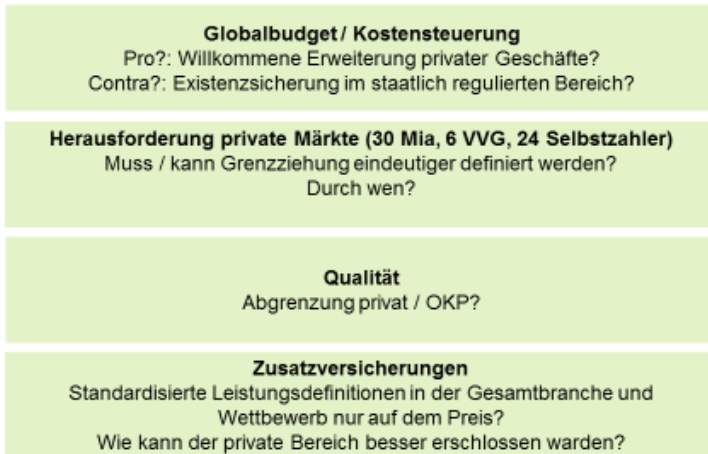 Globalbudget / Kostensteuerung
Pro?: Willkommene Erweiterung privater Geschäfte?
Contra?: Existenzsicherung im staatlich regulierten Bereich?
Herausforderung private Märkte (30 Mia, 6 VVG, 24 Selbstzahler)
Muss / kann Grenzziehung eindeutiger definiert werden?
Durch wen?
Qualität
Abgrenzung privat / OKP?
Zusatzversicherungen
Standardisierte Leistungsdefinitionen in der Gesamtbranche und
Wettbewerb nur auf dem Preis?
Wie kann der private Bereich besser erschlossen warden?